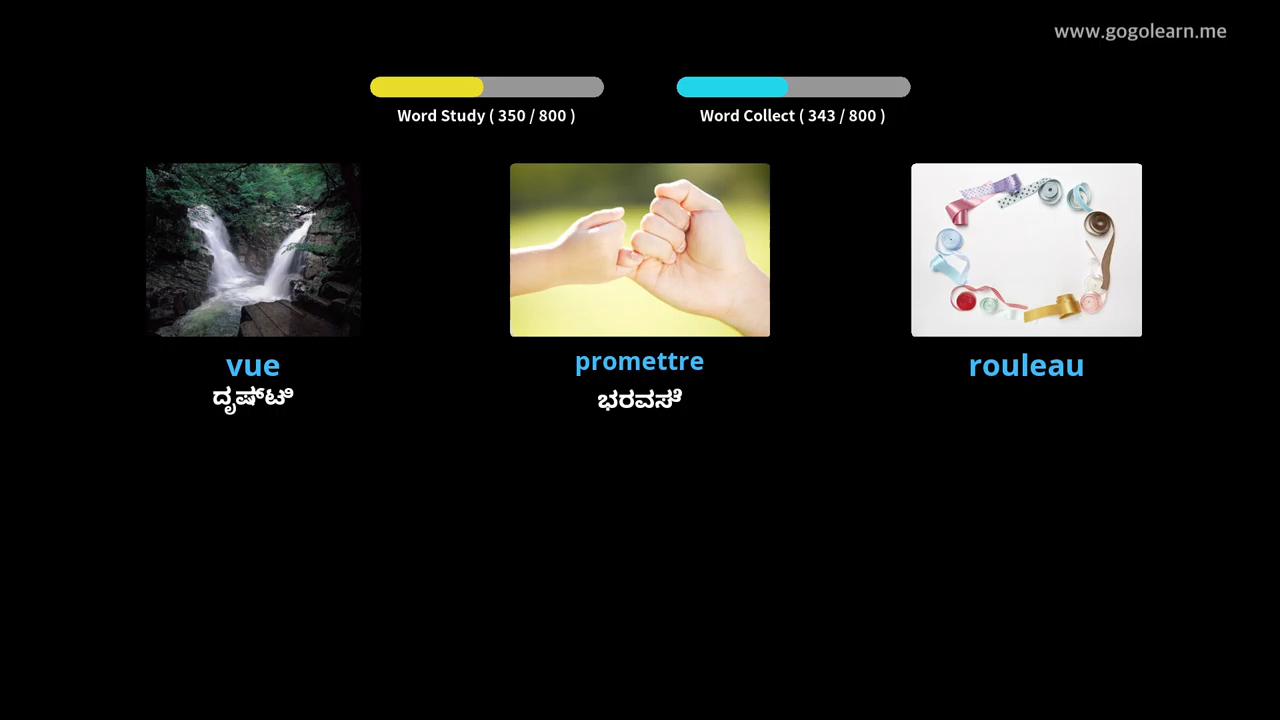 www.gogolearn.me
Word Study ( 350 / 800 )
Word Collect ( 343 / 800 )
vue
promettre
rouleau
ದೃಷ್ಟಿ
ಭರವಸೆ